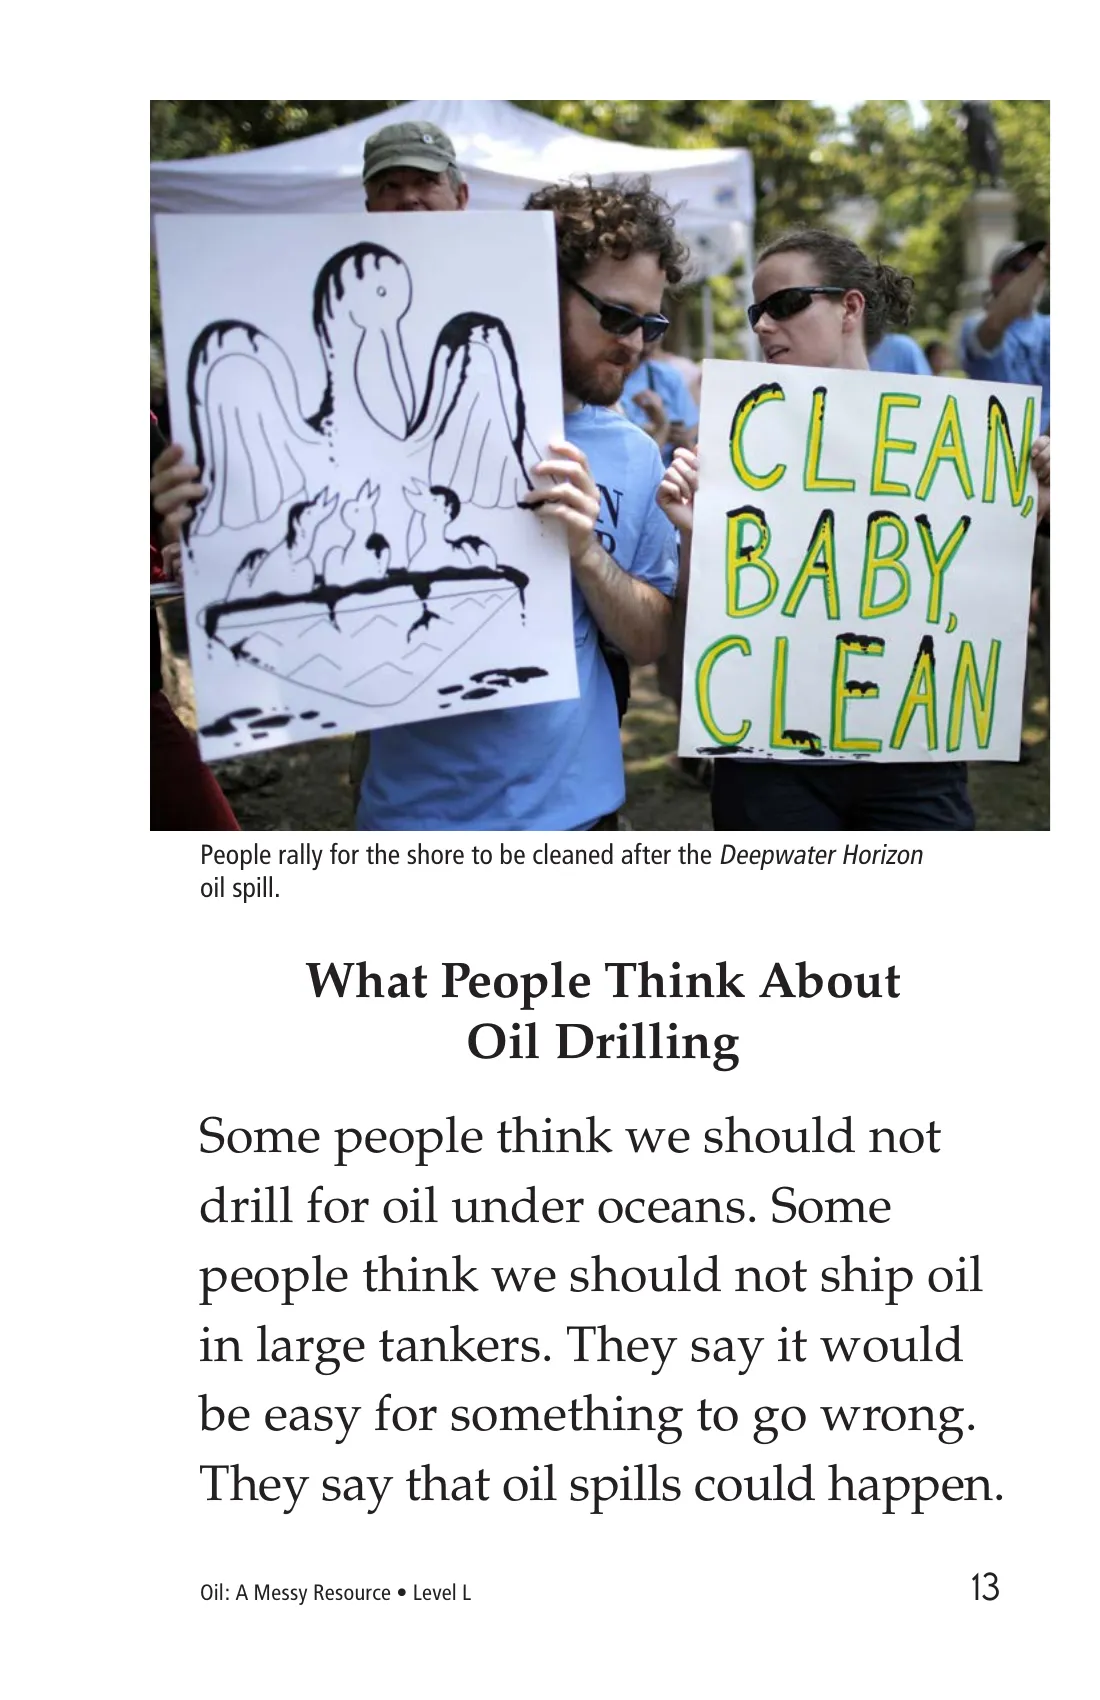 CLEAN,
BABY,
CLEAN
People rally for the shore to be cleaned after the Deepwater Horizon
oil spill.
What People Think About
Oil Drilling
Some people think we should not
drill for oil under oceans. Some
people think we should not ship oil
in large tankers. They say it would
be easy for something to go wrong.
They say that oil spills could happen.
Oil: A Messy Resource • Level L
13